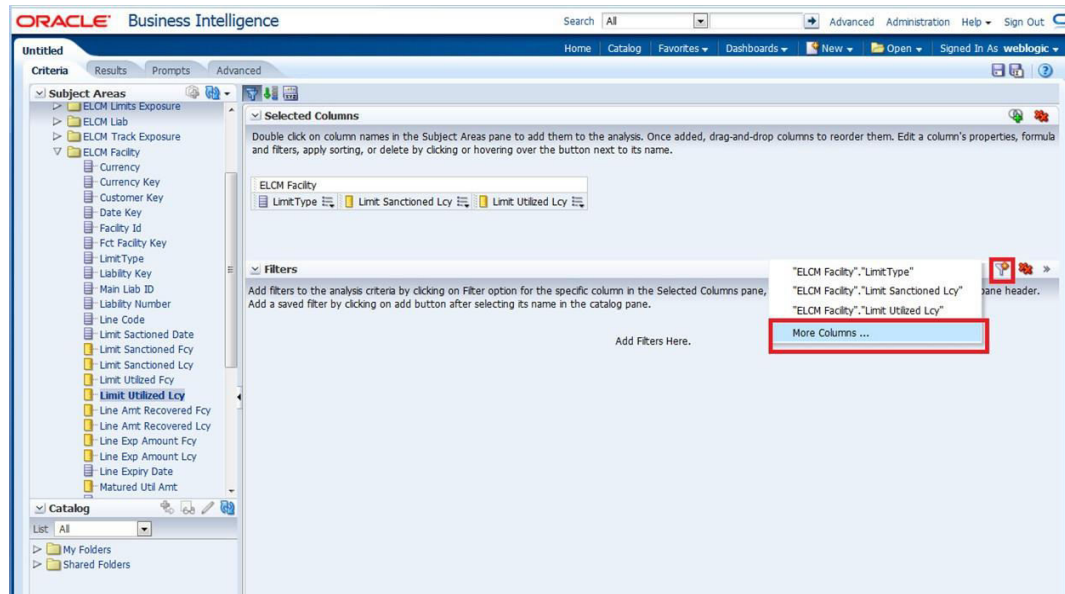 ORACLE Business Intelligence
Search All Advanced Administration Help Sign Out
Untitled
Home Catalog Favorites Dashboards New Open Signed In As weblogic
Criteria Results Prompts Advanced
Subject Areas
ELCM Limits Exposure
ELCM Liab
ELCM Track Exposure
ELCM Facility
Currency
Currency Key
Customer Key
Date Key
Facility Id
Fct Facility Key
LimitType
Liability Key
Main Liab ID
Liability Number
Line Code
Limit Sactioned Date
Limit Sanctioned Fcy
Limit Sanctioned Lcy
Limit Utilized Fcy
Limit Utilized Lcy
Line Amt Recovered Fcy
Line Amt Recovered Lcy
Line Exp Amount Fcy
Line Exp Amount Lcy
Line Expiry Date
Matured Util Amt
Catalog
List All
My Folders
Shared Folders
Selected Columns
Double click on column names in the Subject Areas pane to add them to the analysis. Once added, drag-and-drop columns to reorder them. Edit a column's properties, formula
and filters, apply sorting, or delete by clicking or hovering over the button next to its name.
ELCM Facility
LimitType Limit Sanctioned Lcy Limit Utilized Lcy
Filters
Add filters to the analysis criteria by clicking on Filter option for the specific column in the Selected Columns pane, pane header.
Add a saved filter by clicking on add button after selecting its name in the catalog pane.
Add Filters Here.
"ELCM Facility"."LimitType"
"ELCM Facility"."Limit Sanctioned Lcy"
"ELCM Facility"."Limit Utilized Lcy"
More Columns ...